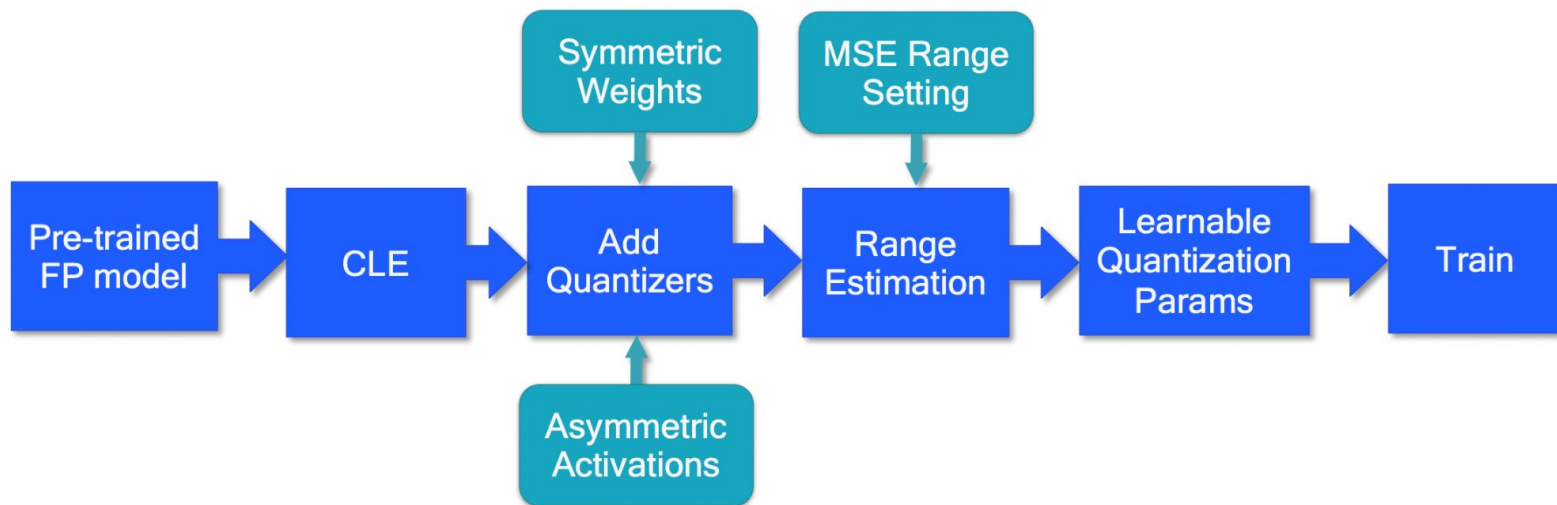 Symmetric
Weights
MSE Range
Setting
Pre-trained
FP model
CLE
Add
Quantizers
Range
Estimation
Learnable
Quantization
Params
Train
Asymmetric
Activations